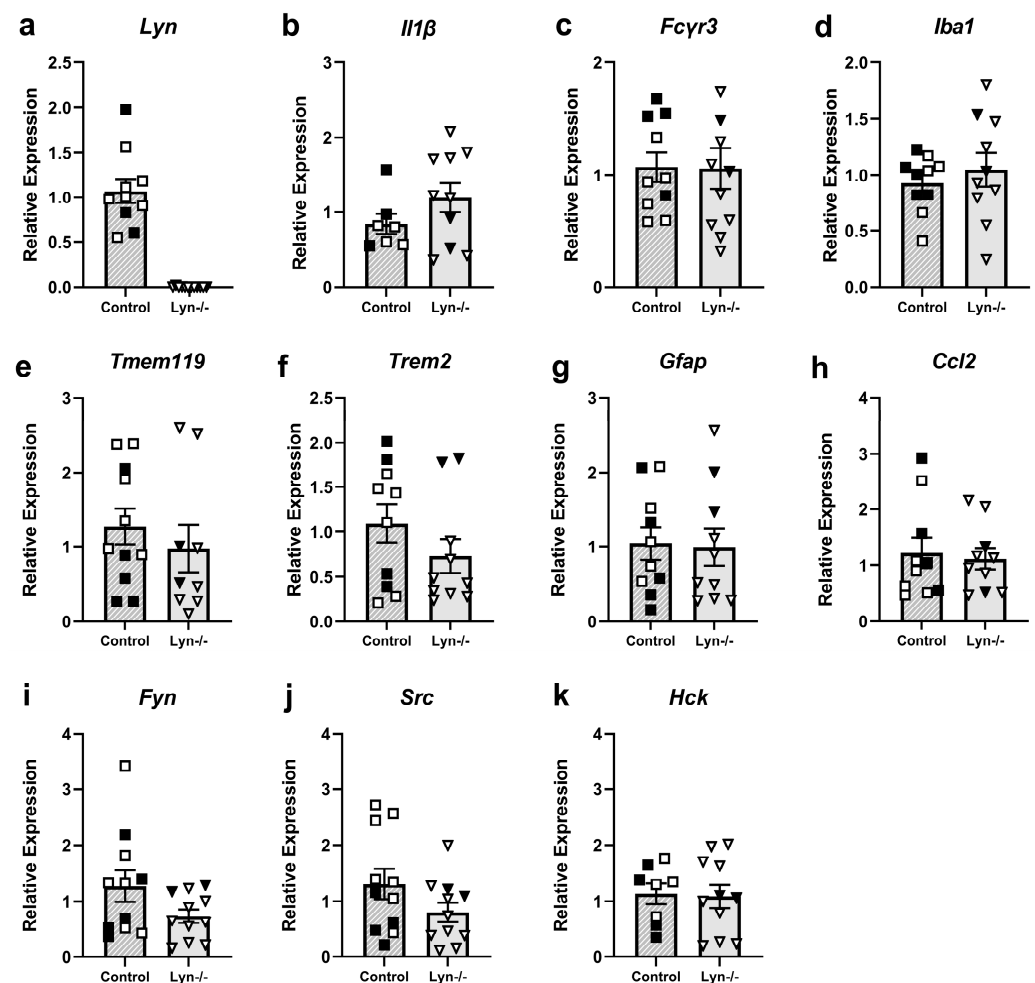 a Lyn
Relative Expression
2.5
2.0
1.5
1.0
0.5
0.0
Control Lyn-/-
b Il1β
Relative Expression
3
2
1
0
Control Lyn-/-
c Fcγr3
Relative Expression
2
1
0
Control Lyn-/-
d Iba1
Relative Expression
2.0
1.5
1.0
0.5
0.0
Control Lyn-/-
e Tmem119
Relative Expression
3
2
1
0
Control Lyn-/-
f Trem2
Relative Expression
2.5
2.0
1.5
1.0
0.5
0.0
Control Lyn-/-
g Gfap
Relative Expression
3
2
1
0
Control Lyn-/-
h Ccl2
Relative Expression
4
3
2
1
0
Control Lyn-/-
i Fyn
Relative Expression
4
3
2
1
0
Control Lyn-/-
j Src
Relative Expression
4
3
2
1
0
Control Lyn-/-
k Hck
Relative Expression
4
3
2
1
0
Control Lyn-/-